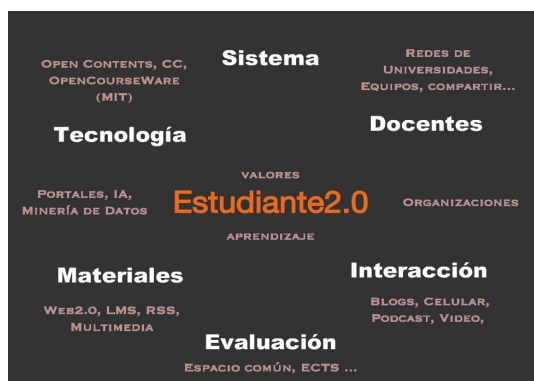 Sistema
OPEN CONTENTS, CC,
OPENCOURSEWARE
(MIT)
REDES DE
UNIVERSIDADES,
EQUIPOS, COMPARTIR...
Tecnología
Docentes
VALORES
PORTALES, IA,
MINERÍA DE DATOS
Estudiante2.0
ORGANIZACIONES
APRENDIZAJE
Materiales
Interacción
WEB2.0, LMS, RSS,
MULTIMEDIA
BLOGS, CELULAR,
PODCAST, VIDEO,
Evaluación
ESPACIO COMÚN, ECTS ...